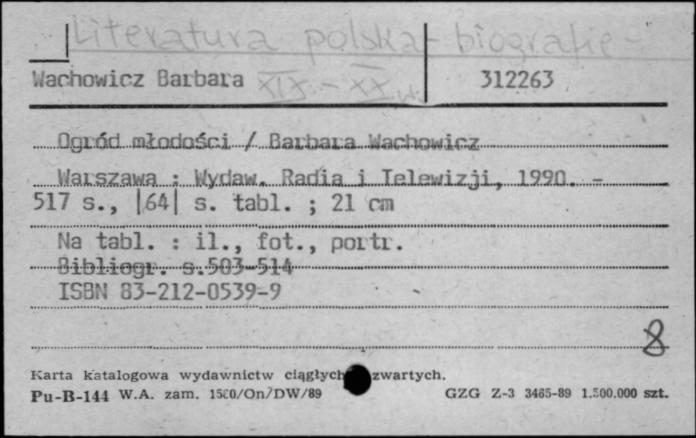 Literatura polska - biografie -
XIX - XX w.
Wachowicz Barbara 312263
Ogród młodości / Barbara Wachowicz
Warszawa : Wydaw. Radia i Telewizji, 1990. -
517 s., |64| s. tabl. ; 21 cm
Na tabl. : il., fot., portr.
Bibliogr. s.503-514
ISBN 83-212-0539-9
8
Karta katalogowa wydawnictw ciągłych zwartych.
Pu-B-144 W.A. zam. 1580/On/DW/89 GZG Z-3 3465-89 1.500.000 szt.